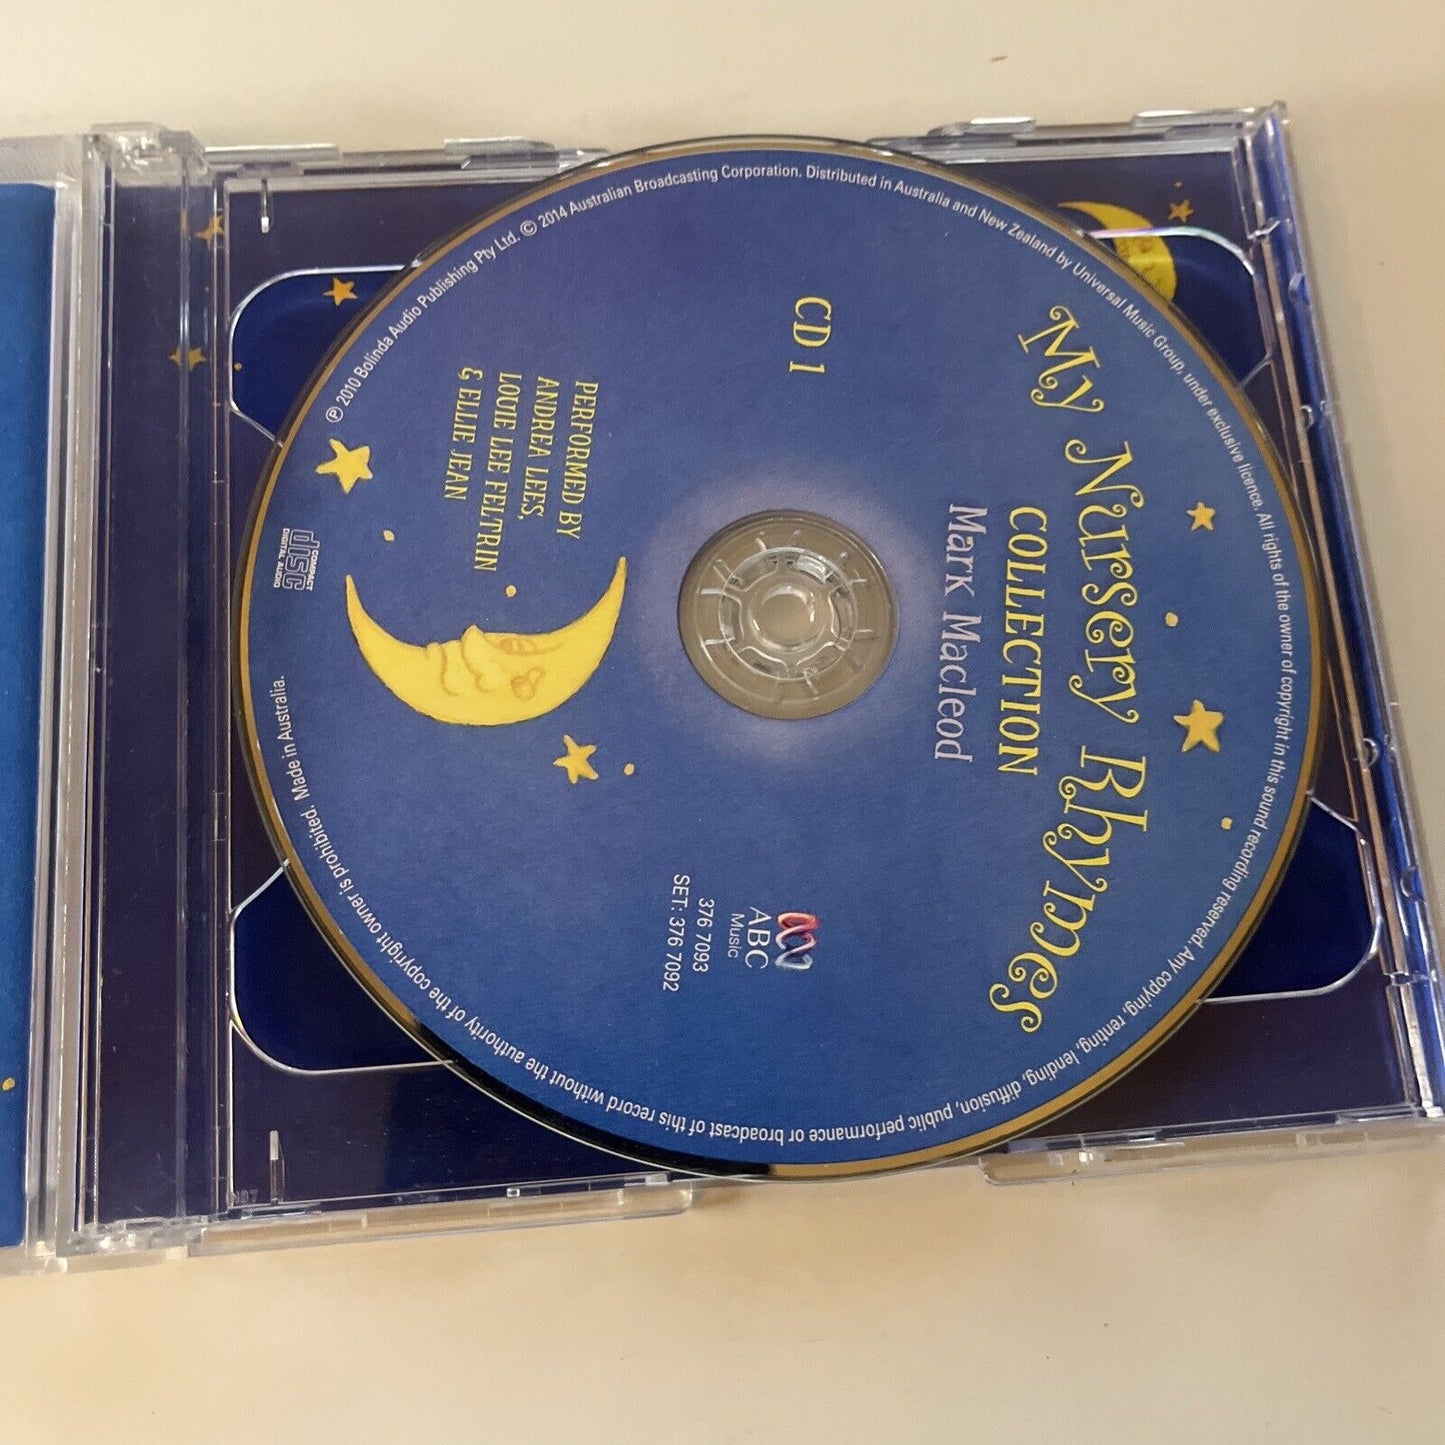 My Nursery Rhymes
COLLECTION
Mark Macleod
CD 1
PERFORMED BY
ANDREA LEES,
LOUIE LEE FELTRIN
& ELLIE JEAN
ABC
Music
376 7093
SET: 376 7092
COMPACT
disc
DIGITAL AUDIO
℗ 2010 Bolinda Audio Publishing Pty Ltd. © 2014 Australian Broadcasting Corporation. Distributed in Australia and New Zealand by Universal Music Group, under exclusive licence. All rights of the owner of copyright in this sound recording reserved. Any copying, renting, lending, diffusion, public performance or broadcast of this record without the authority of the copyright owner is prohibited. Made in Australia.